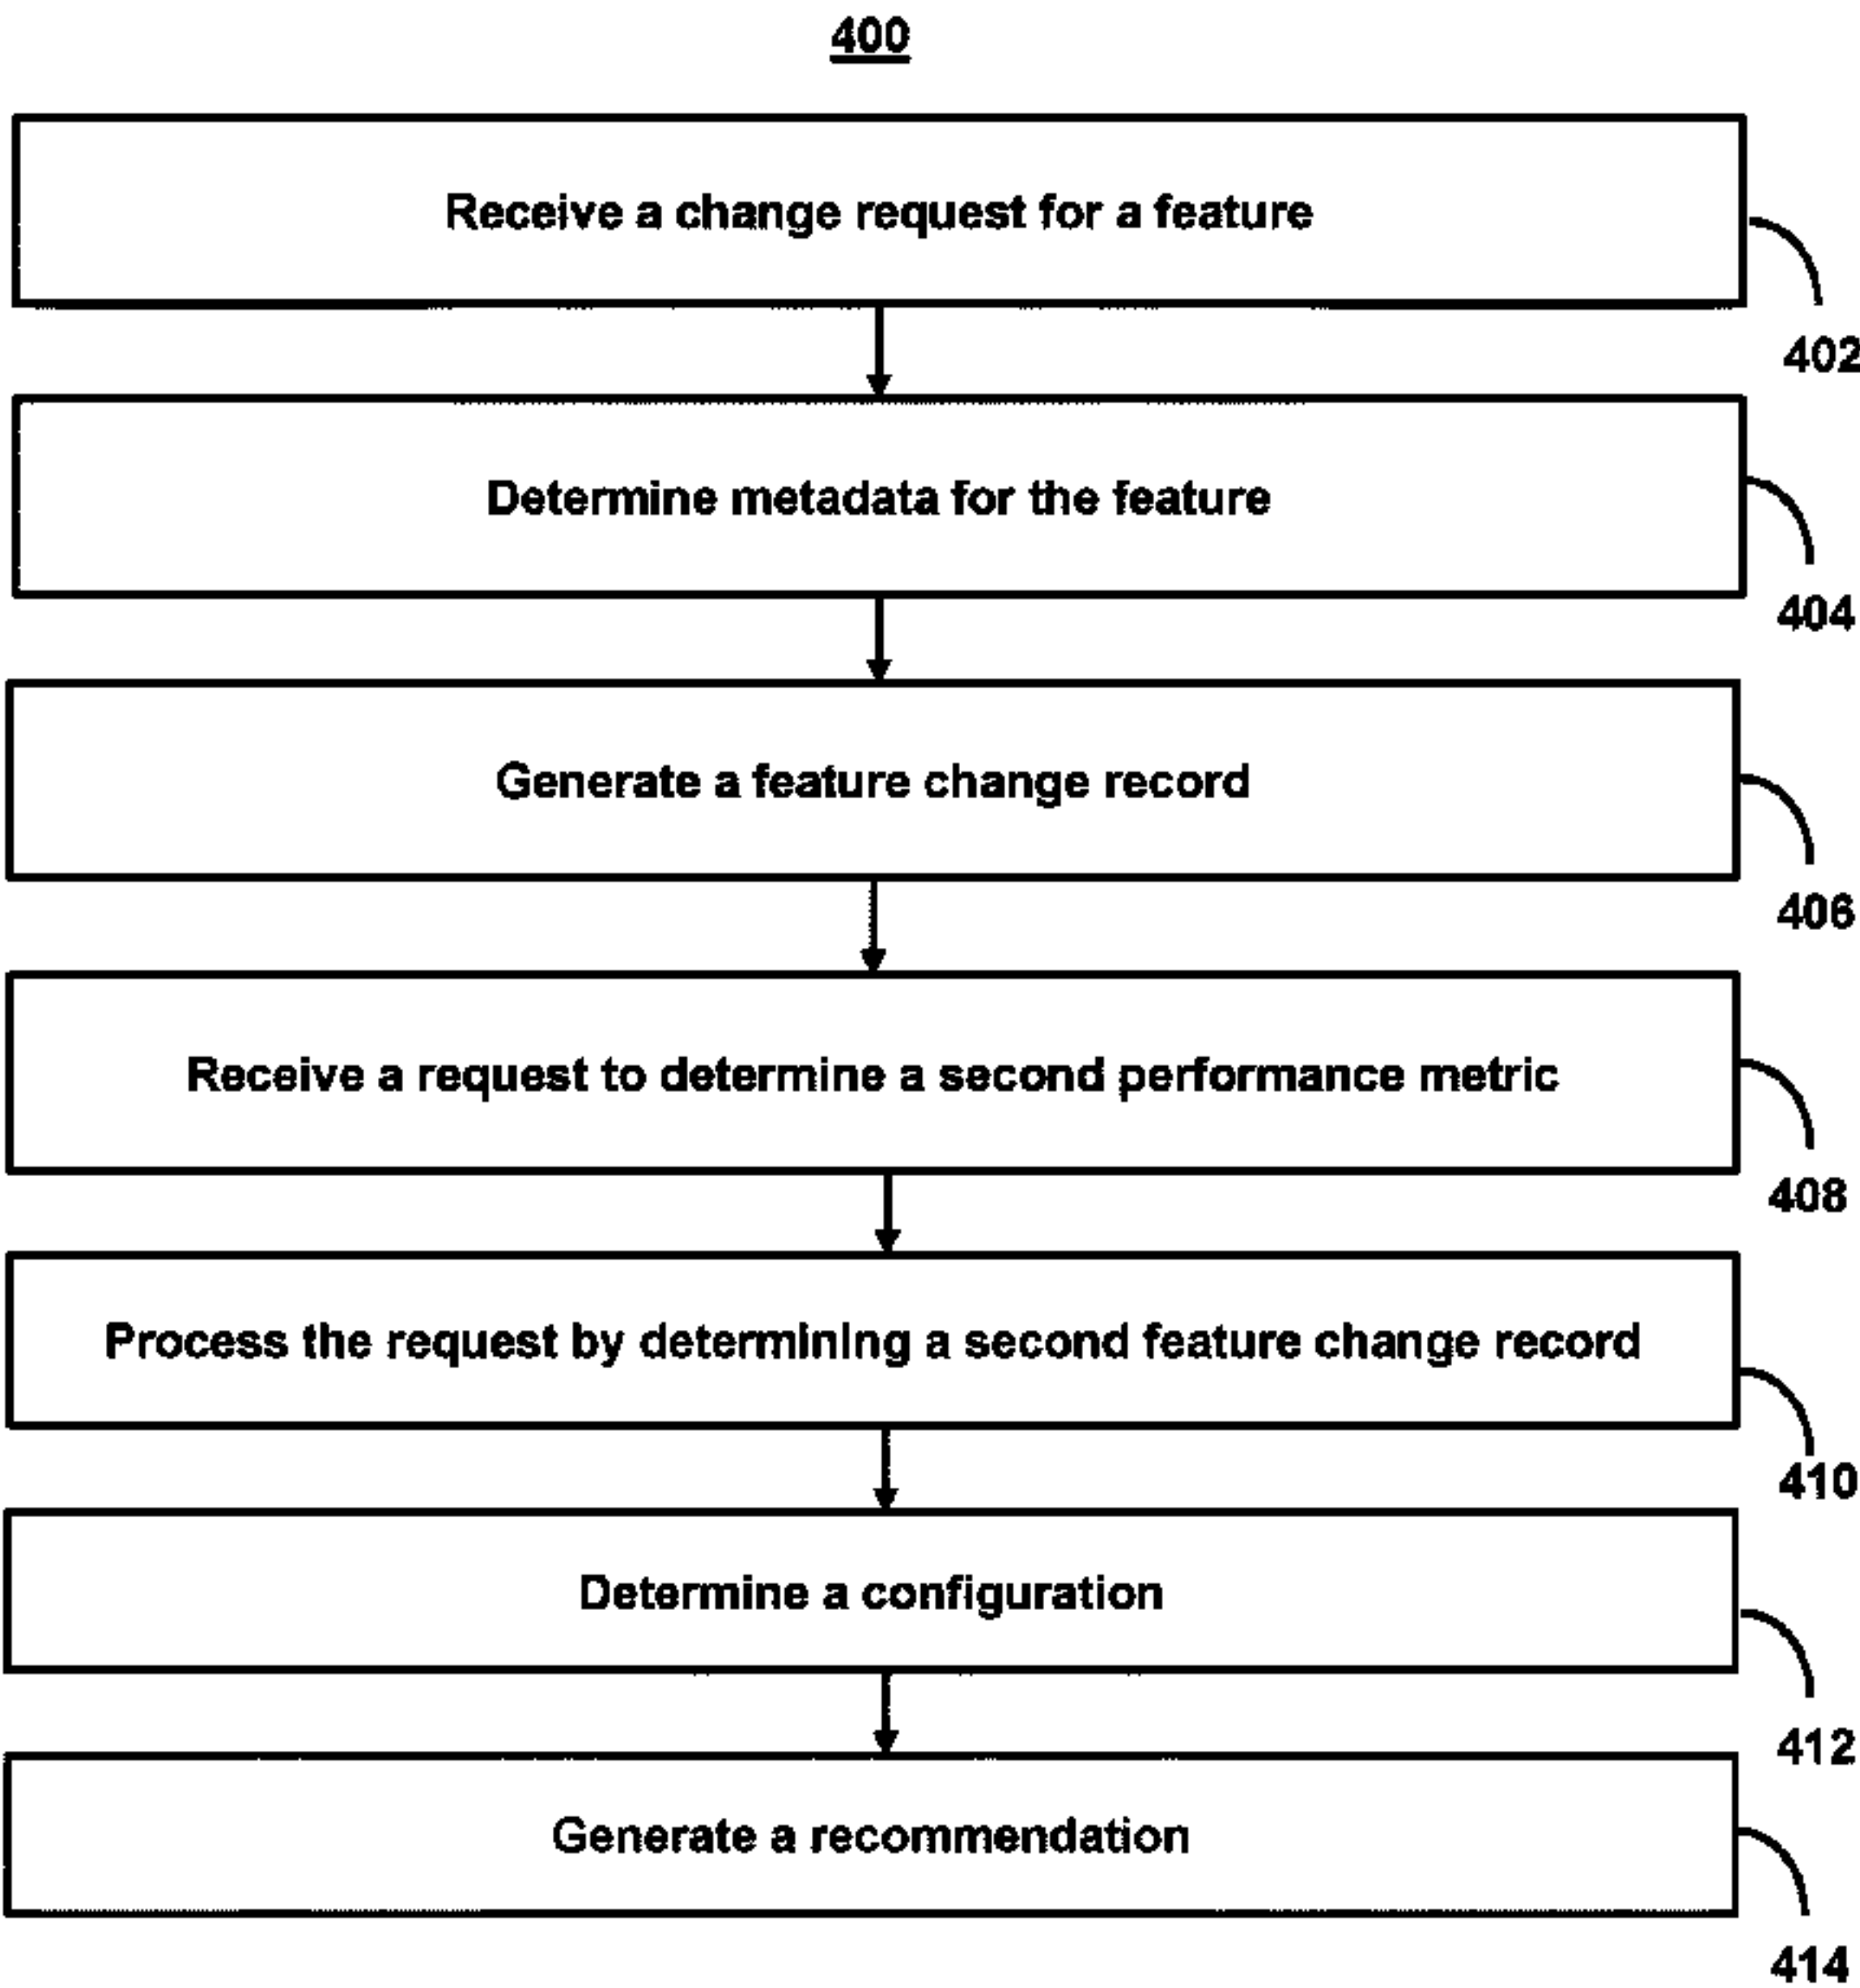 400
Receive a change request for a feature
402
Determine metadata for the feature
404
Generate a feature change record
406
Receive a request to determine a second performance metric
408
Process the request by determining a second feature change record
410
Determine a configuration
412
Generate a recommendation
414